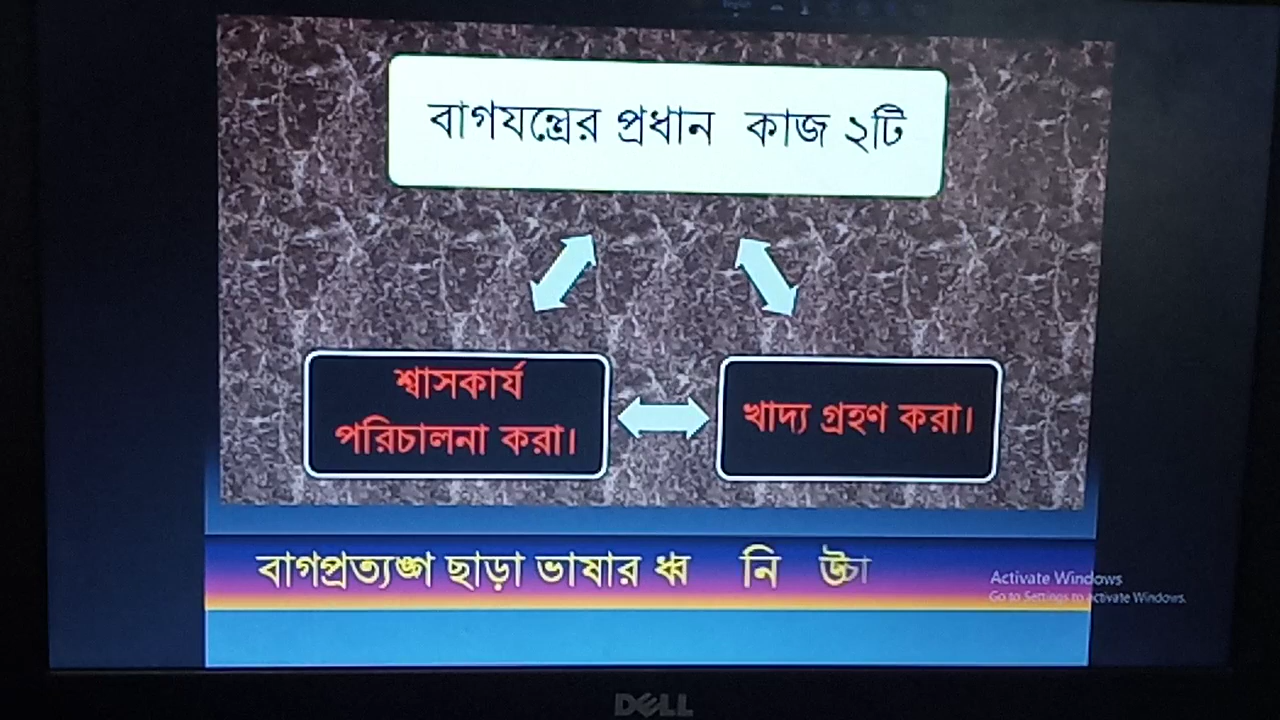 বাগযন্ত্রের প্রধান কাজ ২টি
শ্বাসকার্য
পরিচালনা করা।
খাদ্য গ্রহণ করা।
বাগপ্রত্যঙ্গ ছাড়া ভাষার ধ্ব নি উচ্চা
Activate Windows
Go to Settings to activate Windows.
DELL